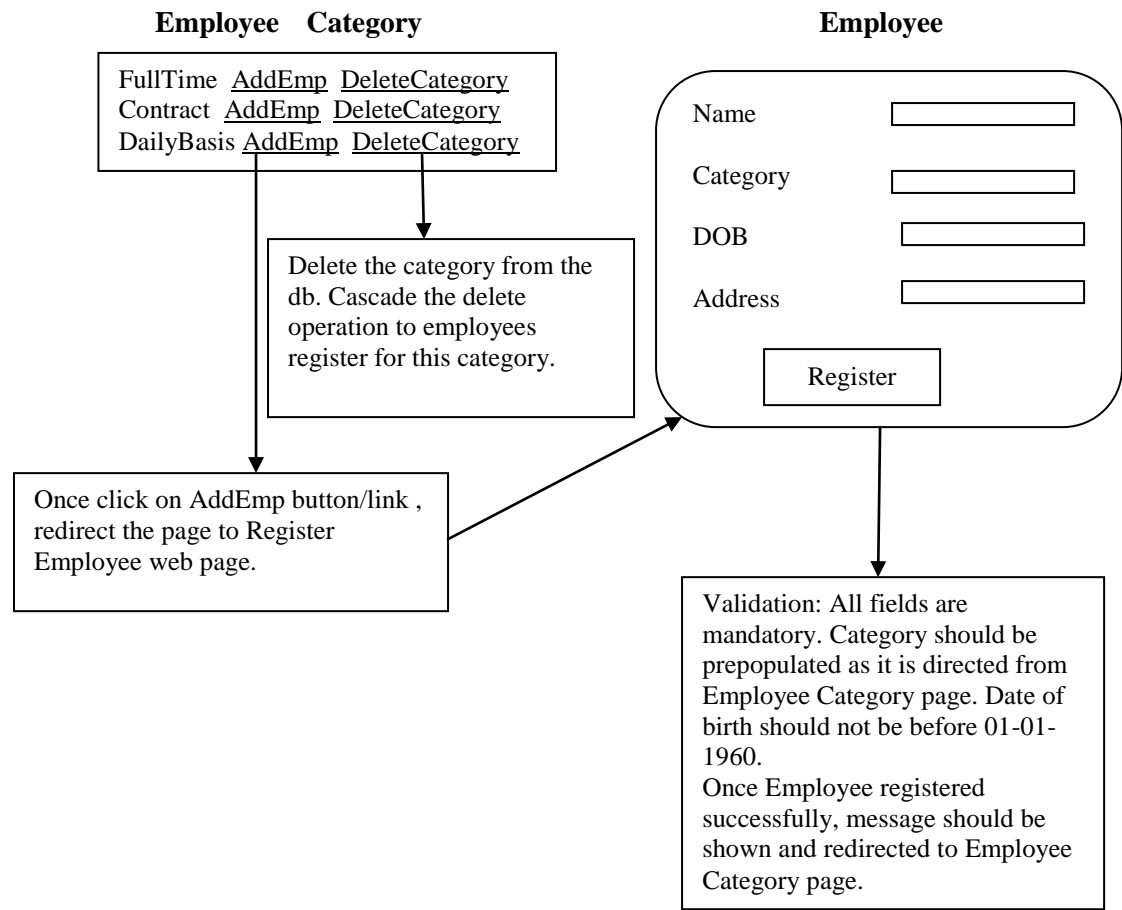 Employee Category
FullTime AddEmp DeleteCategory
Contract AddEmp DeleteCategory
DailyBasis AddEmp DeleteCategory
Delete the category from the
db. Cascade the delete
operation to employees
register for this category.
Once click on AddEmp button/link ,
redirect the page to Register
Employee web page.
Employee
Name
Category
DOB
Address
Register
Validation: All fields are
mandatory. Category should be
prepopulated as it is directed from
Employee Category page. Date of
birth should not be before 01-01-
1960.
Once Employee registered
successfully, message should be
shown and redirected to Employee
Category page.